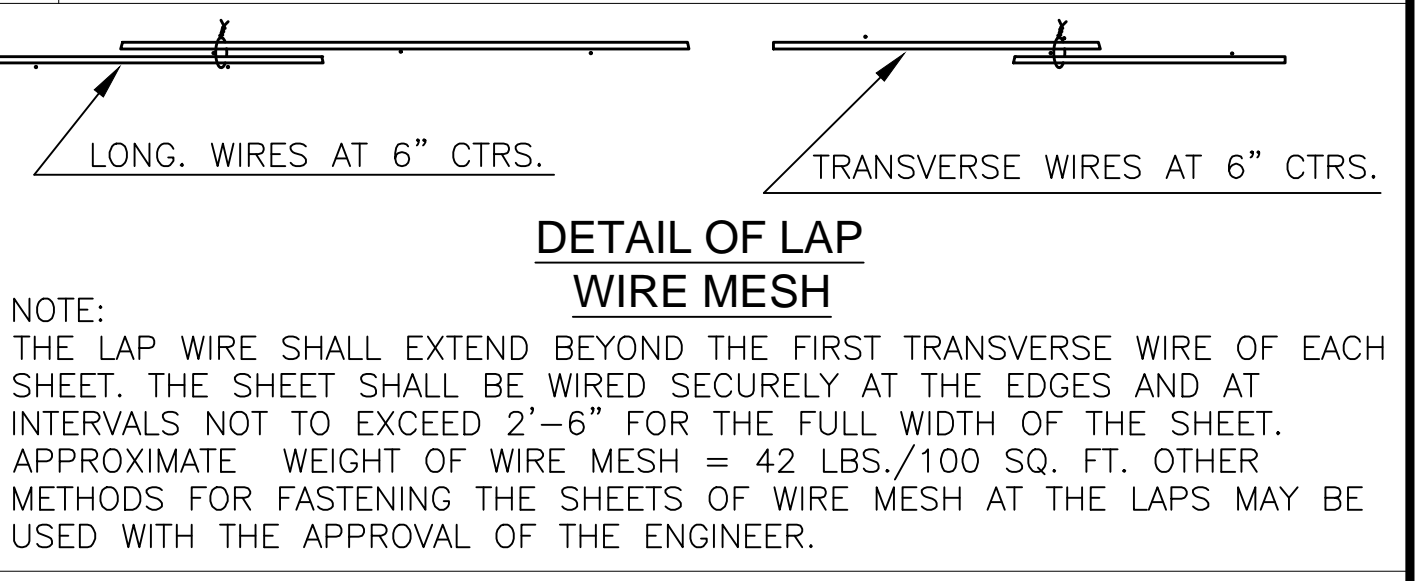 LONG. WIRES AT 6” CTRS.
TRANSVERSE WIRES AT 6” CTRS.
DETAIL OF LAP
WIRE MESH
NOTE:
THE LAP WIRE SHALL EXTEND BEYOND THE FIRST TRANSVERSE WIRE OF EACH
SHEET. THE SHEET SHALL BE WIRED SECURELY AT THE EDGES AND AT
INTERVALS NOT TO EXCEED 2’-6” FOR THE FULL WIDTH OF THE SHEET.
APPROXIMATE WEIGHT OF WIRE MESH = 42 LBS./100 SQ. FT. OTHER
METHODS FOR FASTENING THE SHEETS OF WIRE MESH AT THE LAPS MAY BE
USED WITH THE APPROVAL OF THE ENGINEER.